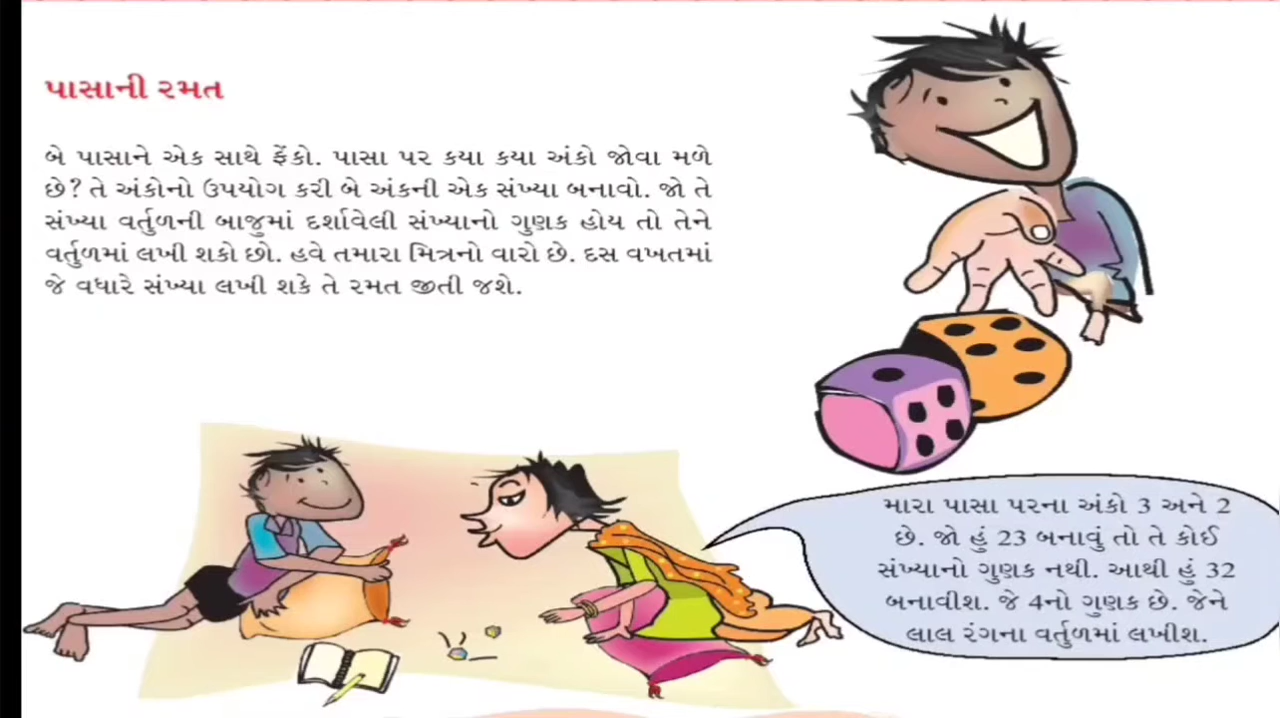 પાસાની રમત
બે પાસાને એક સાથે ફેંકો. પાસા પર કયા કયા અંકો જોવા મળે
છે? તે અંકોનો ઉપયોગ કરી બે અંકની એક સંખ્યા બનાવો. જો તે
સંખ્યા વર્તુળની બાજુમાં દર્શાવેલી સંખ્યાનો ગુણક હોય તો તેને
વર્તુળમાં લખી શકો છો. હવે તમારા મિત્રનો વારો છે. દસ વખતમાં
જે વધારે સંખ્યા લખી શકે તે રમત જીતી જશે.
મારા પાસા પરના અંકો 3 અને 2
છે. જો હું 23 બનાવું તો તે કોઈ
સંખ્યાનો ગુણક નથી. આથી હું 32
બનાવીશ. જે 4નો ગુણક છે. જેને
લાલ રંગના વર્તુળમાં લખીશ.